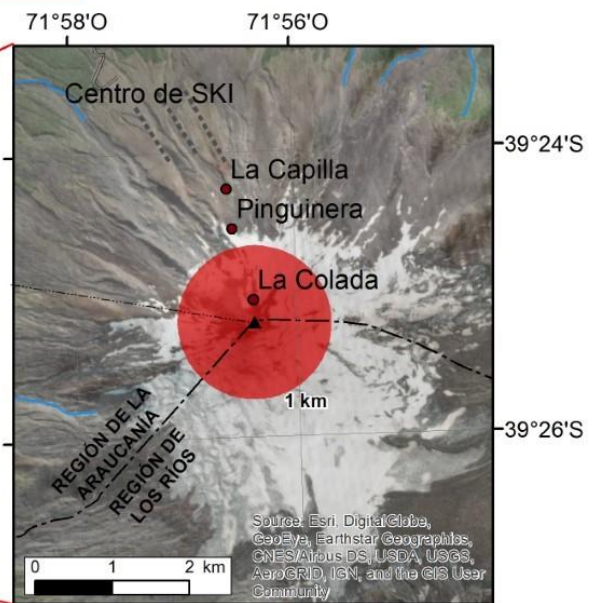 71°58'O
71°56'O
Centro de SKI
39°24'S
La Capilla
Pinguinera
La Colada
1 km
39°26'S
REGIÓN DE LA
ARAUCANÍA
REGIÓN DE
LOS RÍOS
Source: Esri, DigitalGlobe,
GeoEye, Earthstar Geographics,
CNES/Airbus DS, USDA, USGS,
AeroGRID, IGN, and the GIS User
Community
0 1 2 km